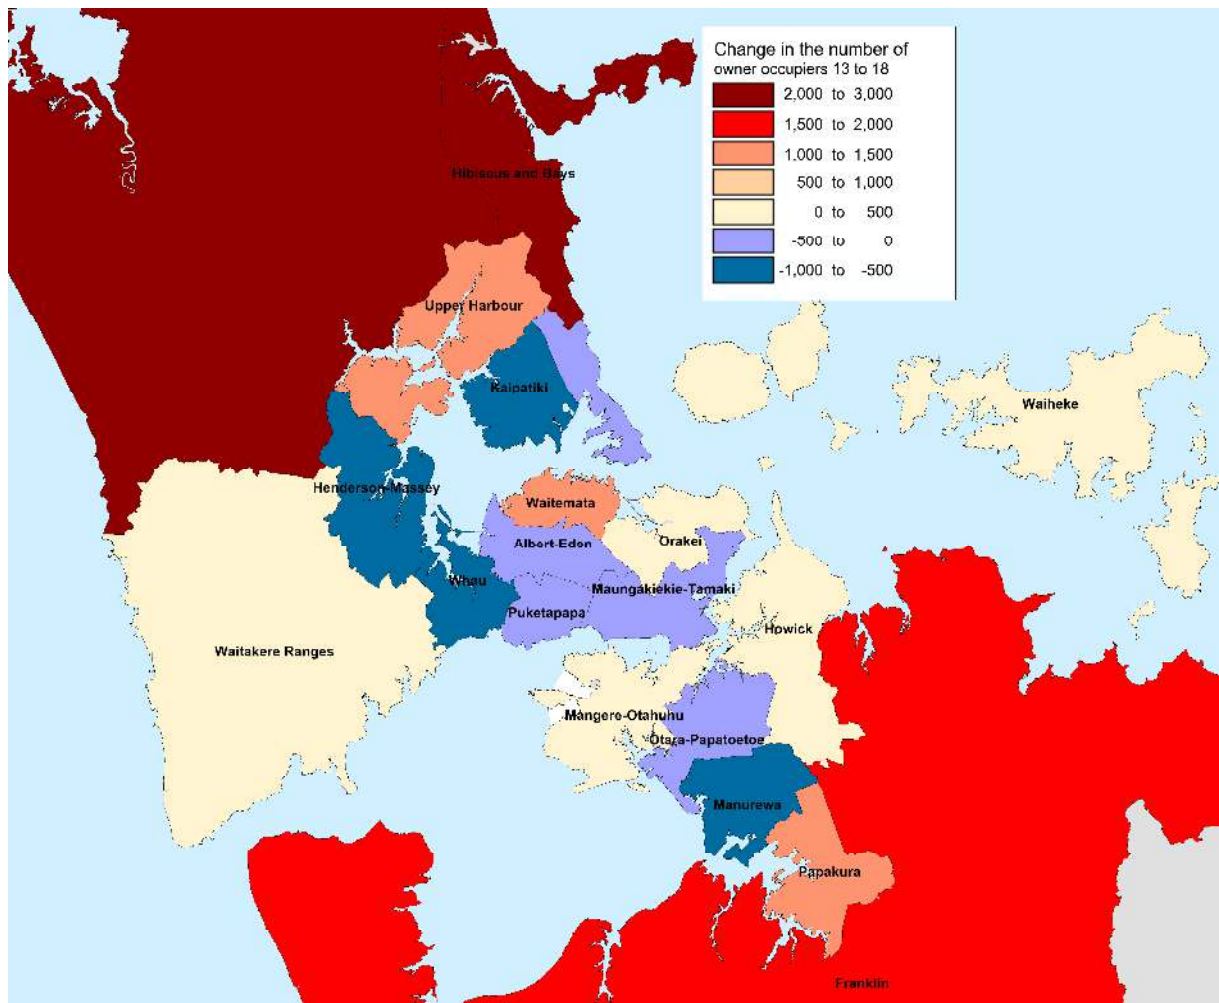 Change in the number of
owner occupiers 13 to 18
2,000 to 3,000
1,500 to 2,000
1,000 to 1,500
500 to 1,000
0 to 500
-500 to 0
-1,000 to -500
Hibiscus and Bays
Upper Harbour
Kaipatiki
Waiheke
Henderson-Massey
Waitemata
Albert-Eden
Orakei
Whau
Maungakiekie-Tamaki
Puketapapa
Howick
Waitakere Ranges
Mangere-Otahuhu
Otara-Papatoetoe
Manurewa
Papakura
Franklin